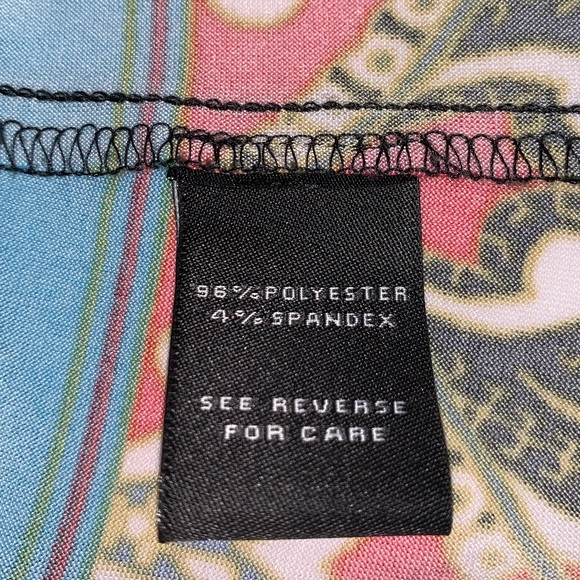 96% POLYESTER
4% SPANDEX
SEE REVERSE
FOR CARE